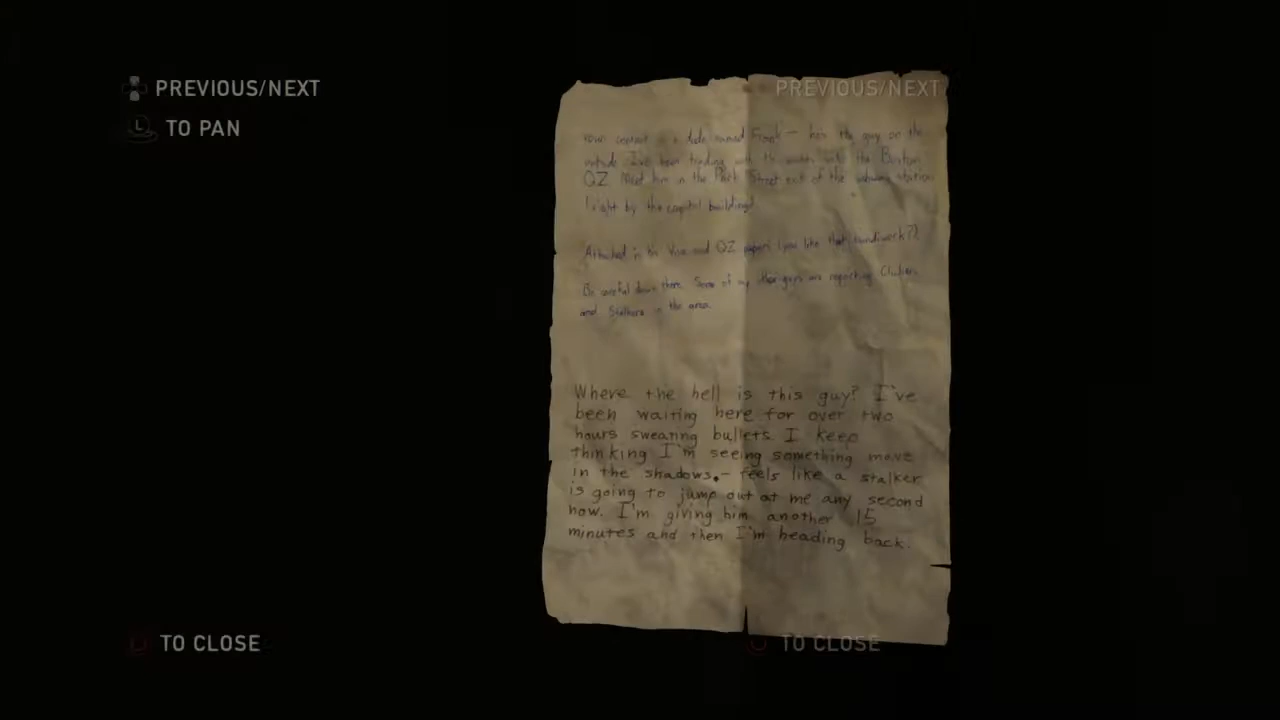 PREVIOUS/NEXT
TO PAN
PREVIOUS/NEXT
Your contact is a dude named Frank — he's the guy on the
outside I've been trading with to the Boston
QZ. Meet him in the Park Street exit of the subway station
(right by the capitol building)
Attached is his Visa and QZ papers (you like that handiwork?)
Be careful down there. Some of my other guys are reporting Clickers
and Stalkers in the area.
Where the hell is this guy? I've
been waiting here for over two
hours sweating bullets. I keep
thinking I'm seeing something move
in the shadows. - feels like a stalker
is going to jump out at me any second
now. I'm giving him another 15
minutes and then I'm heading back.
TO CLOSE
TO CLOSE